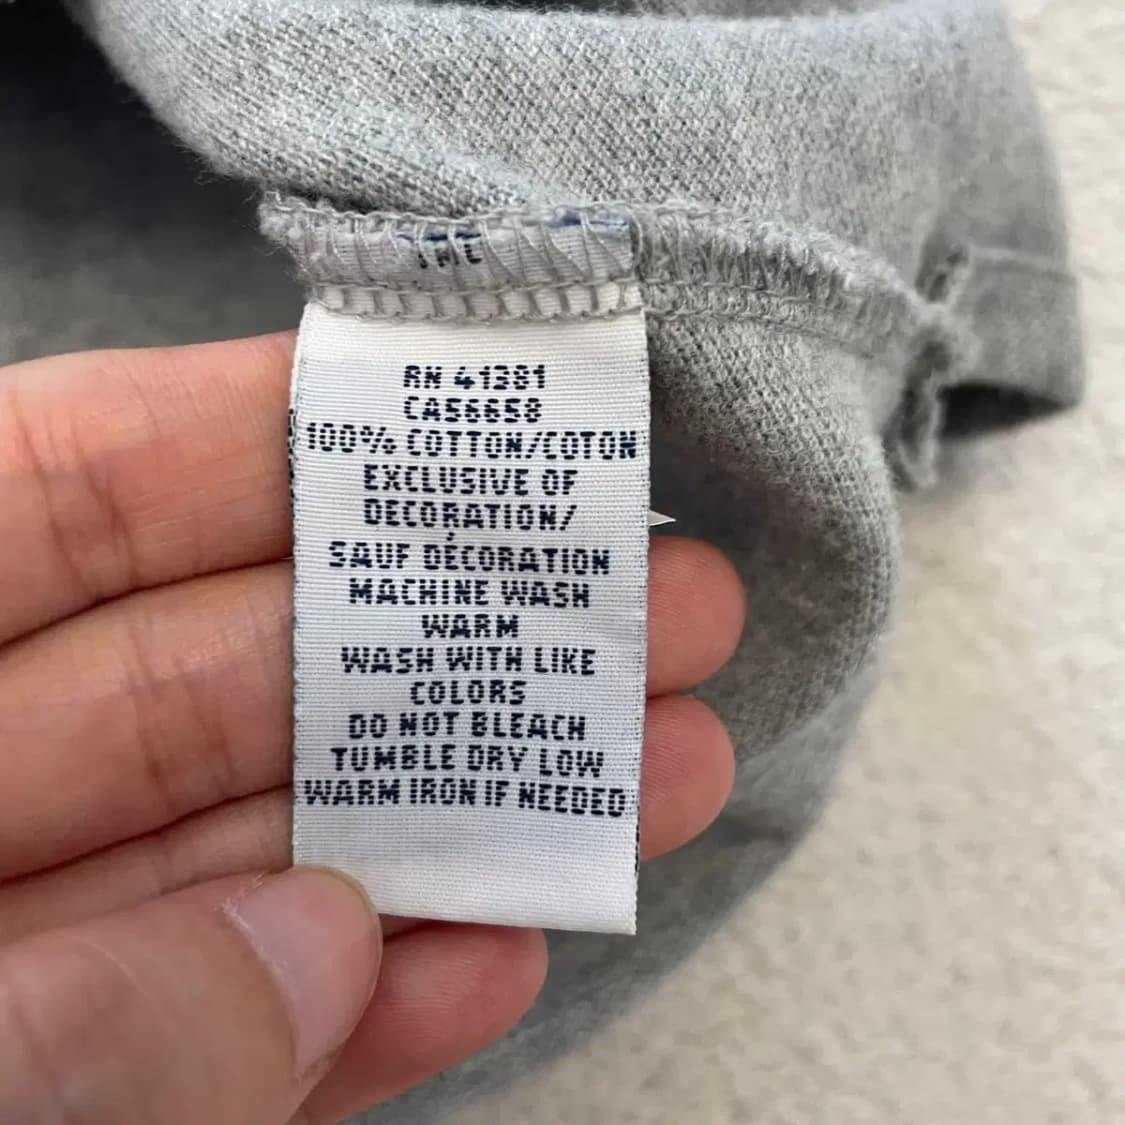 RN 41381
CA56658
100% COTTON/COTON
EXCLUSIVE OF
DECORATION/
SAUF DÉCORATION
MACHINE WASH
WARM
WASH WITH LIKE
COLORS
DO NOT BLEACH
TUMBLE DRY LOW
WARM IRON IF NEEDED